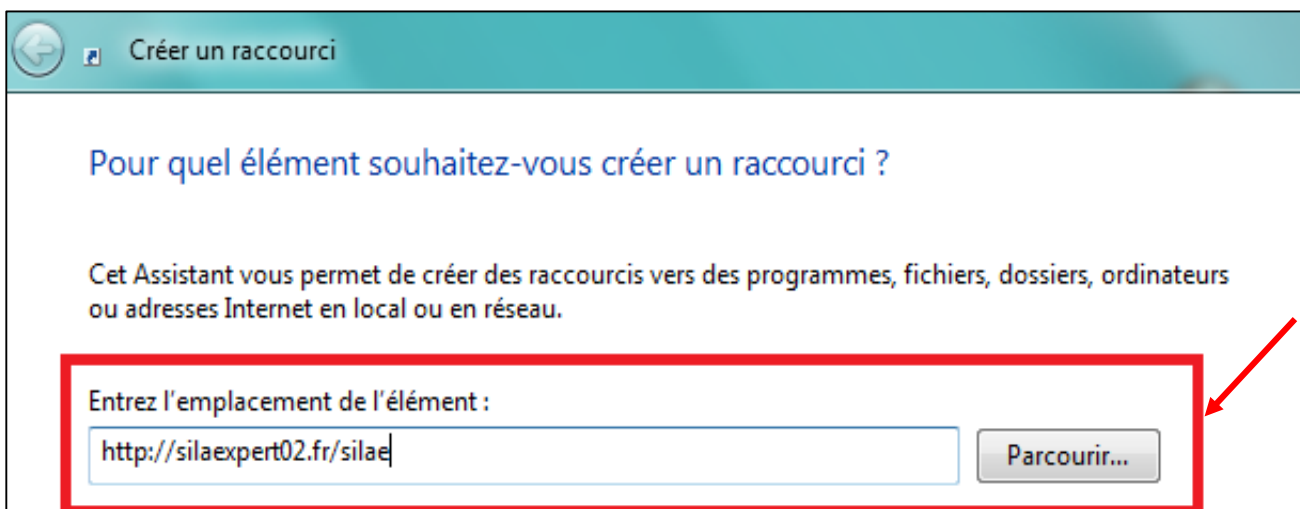 Créer un raccourci
Pour quel élément souhaitez-vous créer un raccourci ?
Cet Assistant vous permet de créer des raccourcis vers des programmes, fichiers, dossiers, ordinateurs
ou adresses Internet en local ou en réseau.
Entrez l'emplacement de l'élément :
http://silaexpert02.fr/silae
Parcourir...